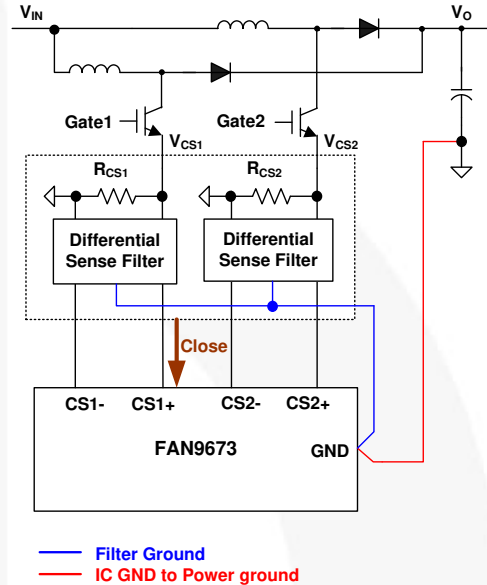 VIN
VO
Gate1
VCS1
Gate2
VCS2
RCS1
RCS2
Differential
Sense Filter
Differential
Sense Filter
Close
CS1-
CS1+
CS2-
CS2+
FAN9673
GND
Filter Ground
IC GND to Power ground